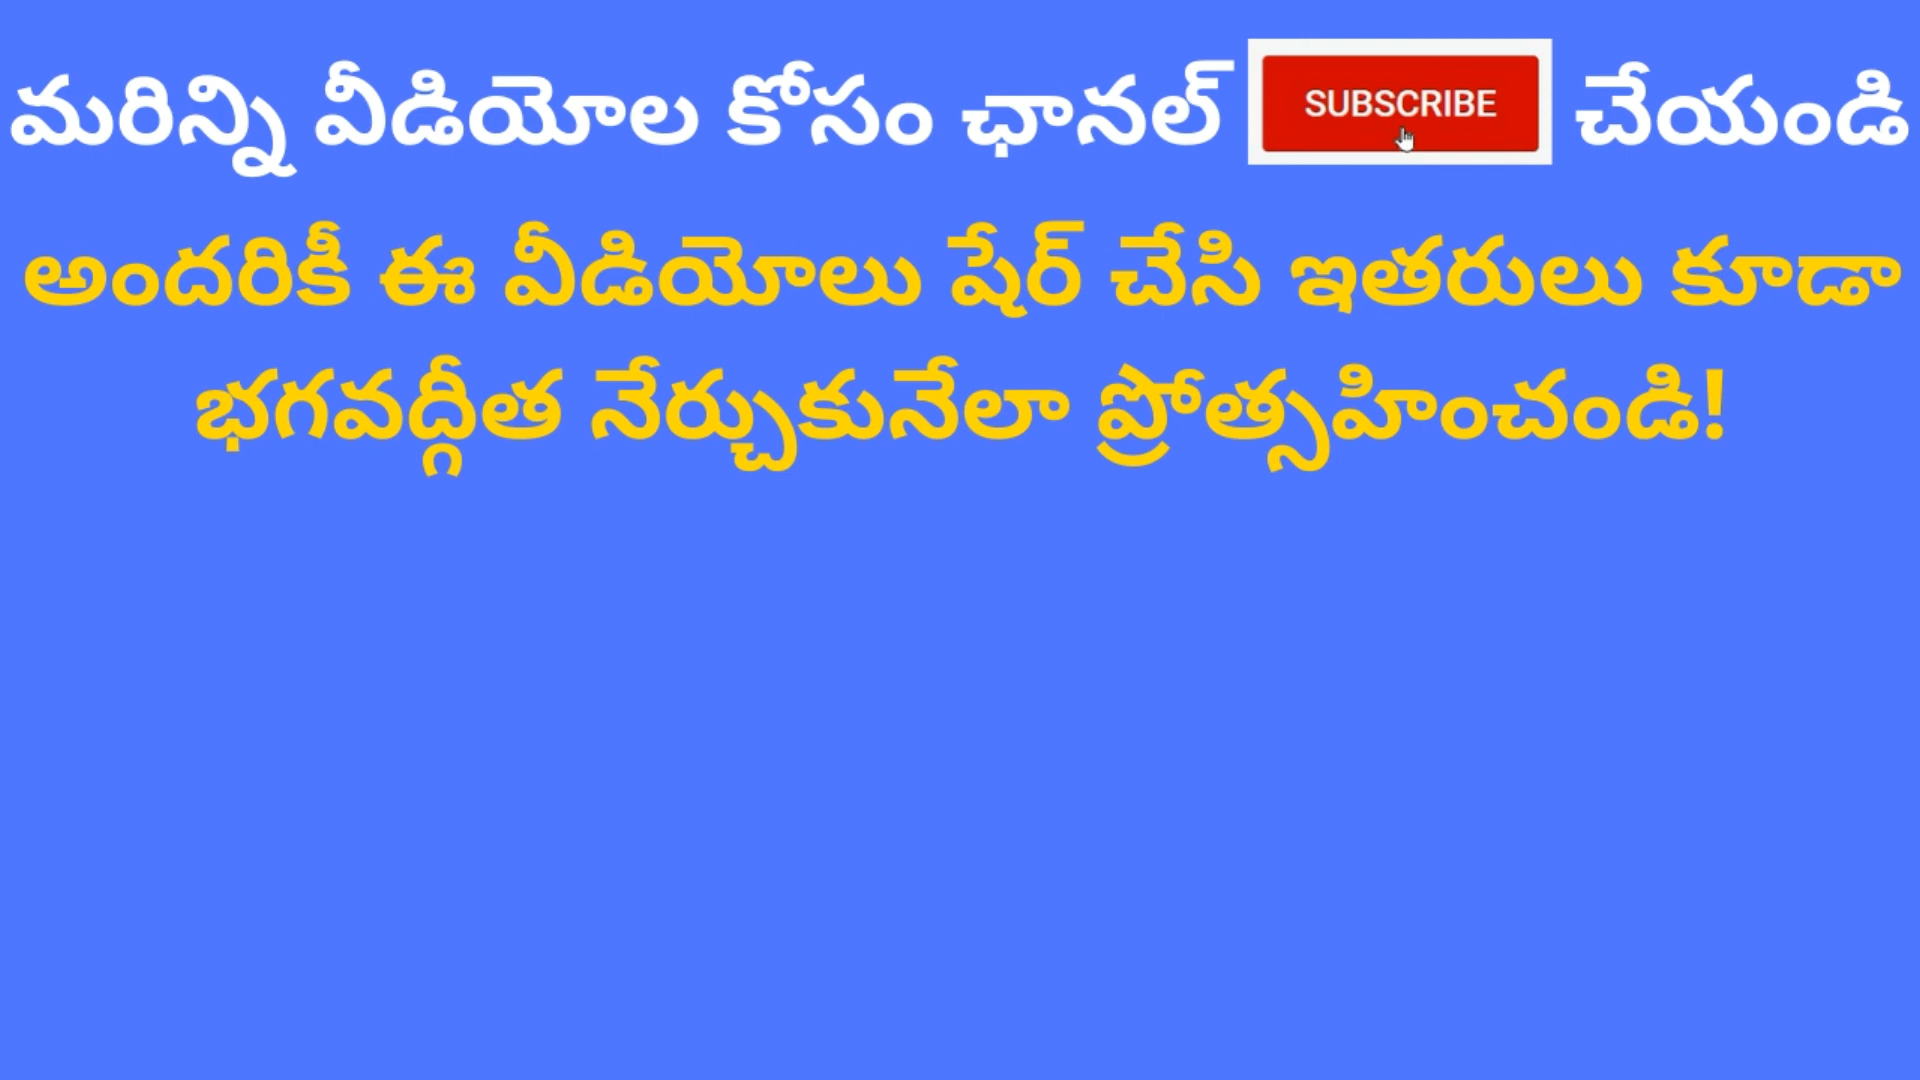 మరిన్ని వీడియోల కోసం ఛానల్ SUBSCRIBE చేయండి
అందరికీ ఈ వీడియోలు షేర్ చేసి ఇతరులు కూడా
భగవద్గీత నేర్చుకునేలా ప్రోత్సహించండి!